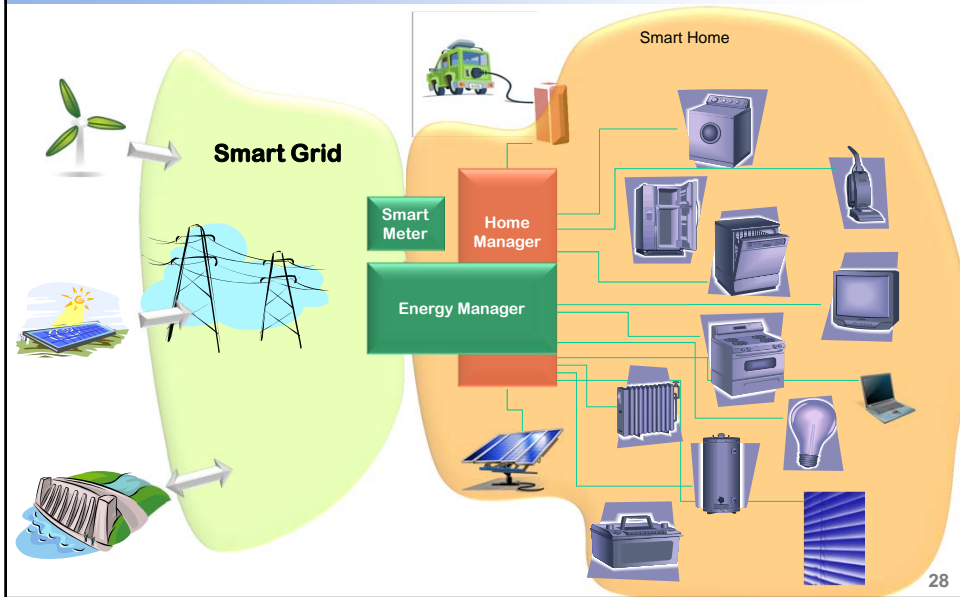 Smart Home
Smart Grid
Smart
Meter
Home
Manager
Energy Manager
28